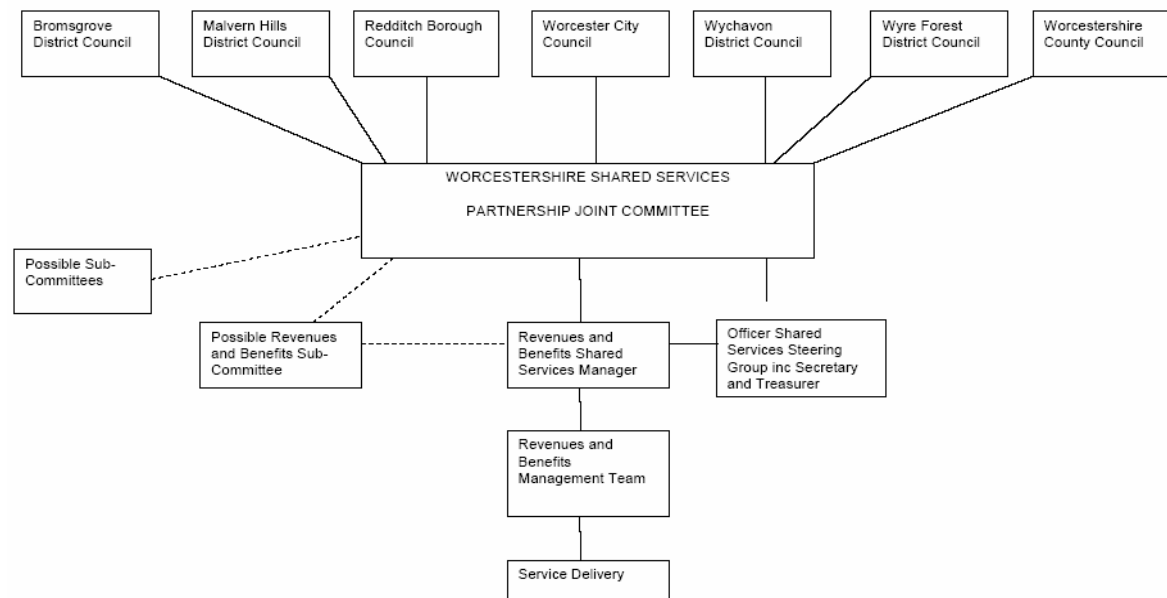 Bromsgrove
District Council
Malvern Hills
District Council
Redditch Borough
Council
Worcester City
Council
Wychavon
District Council
Wyre Forest
District Council
Worcestershire
County Council
WORCESTERSHIRE SHARED SERVICES
PARTNERSHIP JOINT COMMITTEE
Possible Sub-
Committees
Possible Revenues
and Benefits Sub-
Committee
Revenues and
Benefits Shared
Services Manager
Officer Shared
Services Steering
Group inc Secretary
and Treasurer
Revenues and
Benefits
Management Team
Service Delivery